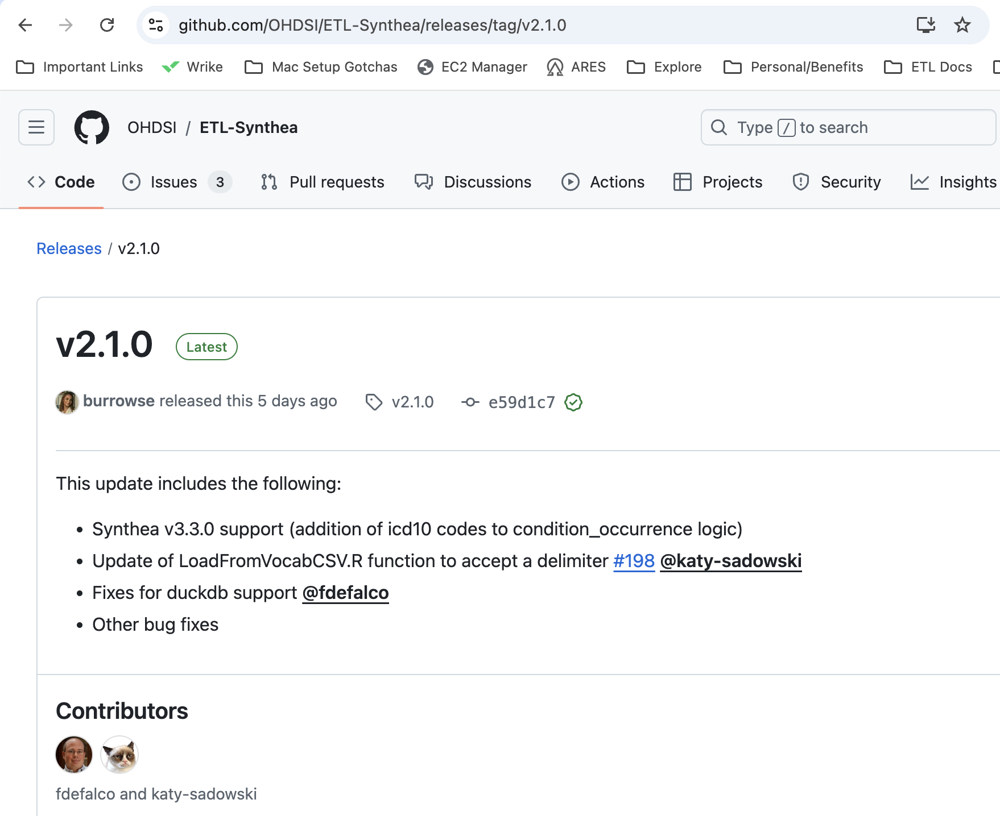 github.com/OHDSI/ETL-Synthea/releases/tag/v2.1.0
Important Links Wrike Mac Setup Gotchas EC2 Manager ARES Explore Personal/Benefits ETL Docs
OHDSI / ETL-Synthea Type / to search
Code Issues 3 Pull requests Discussions Actions Projects Security Insights
Releases / v2.1.0
v2.1.0 Latest
burrowse released this 5 days ago v2.1.0 e59d1c7
This update includes the following:
• Synthea v3.3.0 support (addition of icd10 codes to condition_occurrence logic)
• Update of LoadFromVocabCSV.R function to accept a delimiter #198 @katy-sadowski
• Fixes for duckdb support @fdefalco
• Other bug fixes
Contributors
fdefalco and katy-sadowski